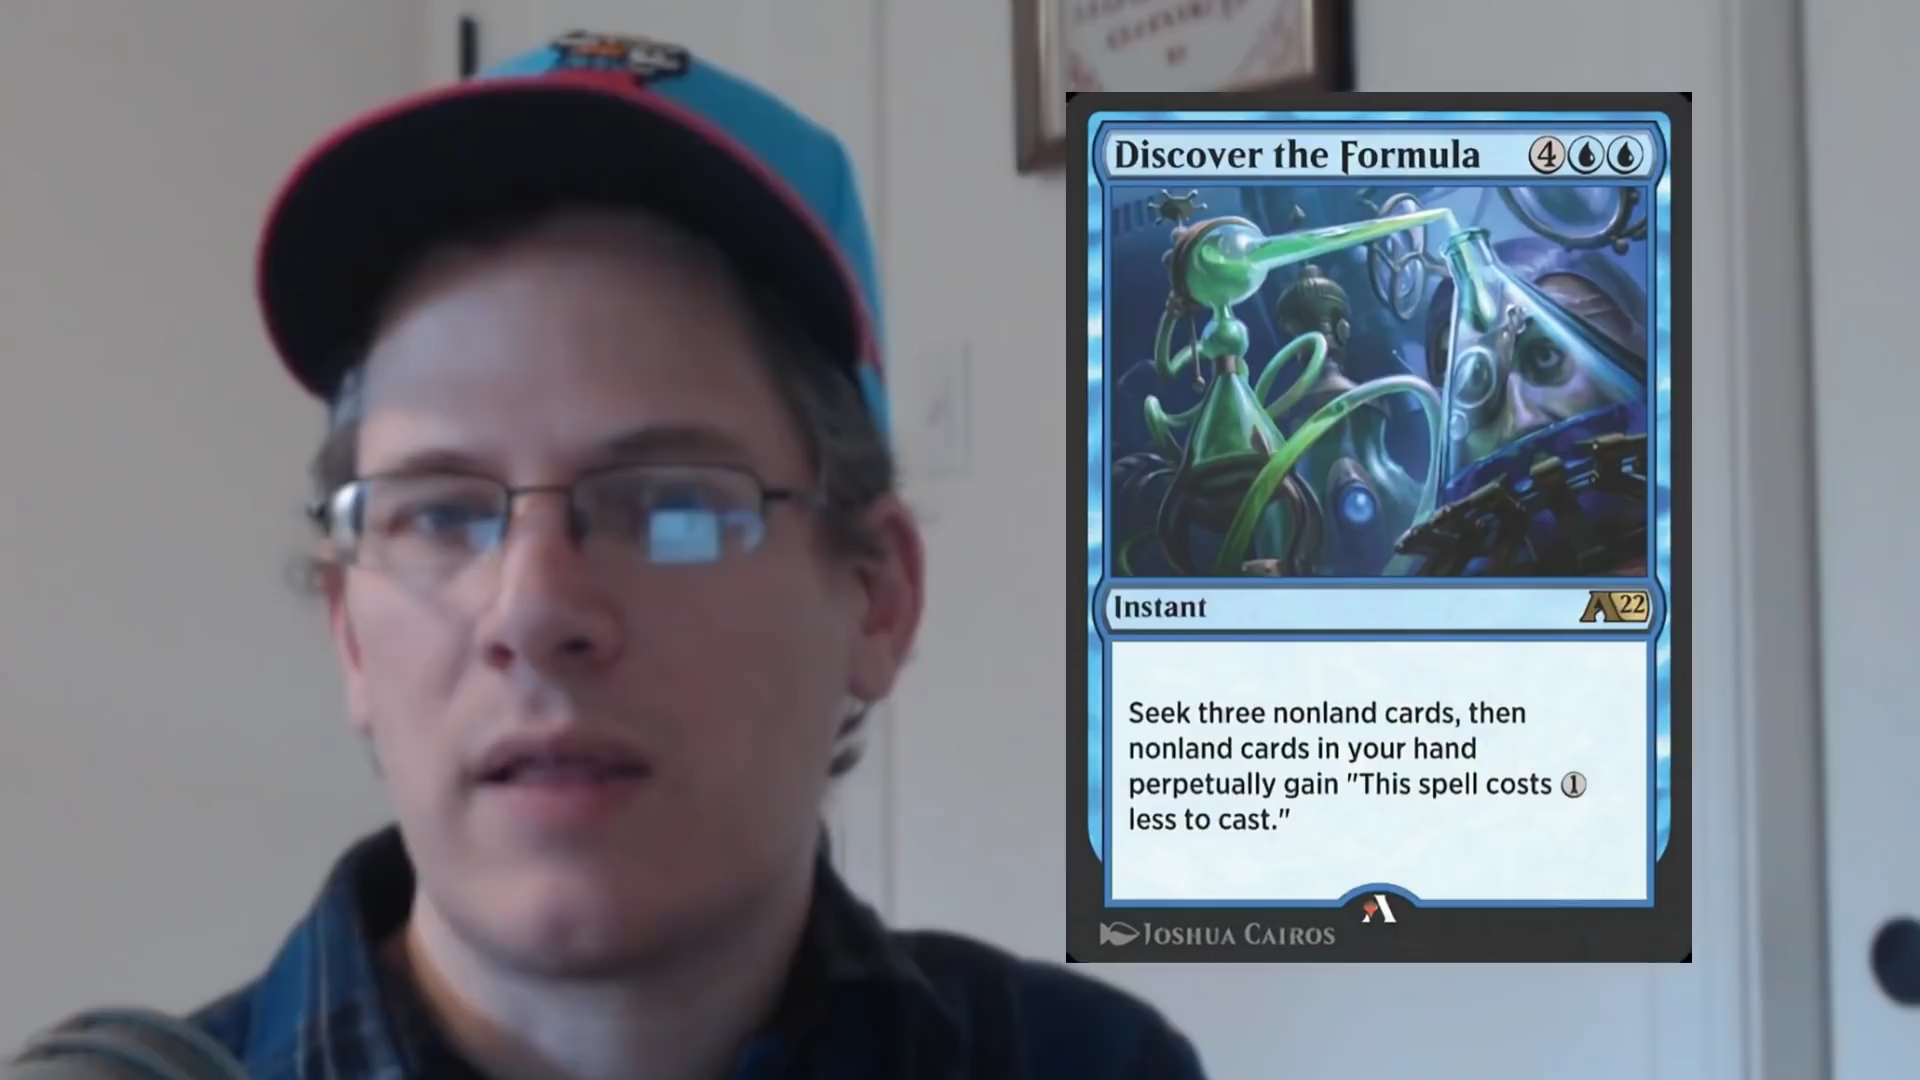 Discover the Formula 4
Instant
A22
Seek three nonland cards, then
nonland cards in your hand
perpetually gain "This spell costs 1
less to cast."
Joshua Cairos